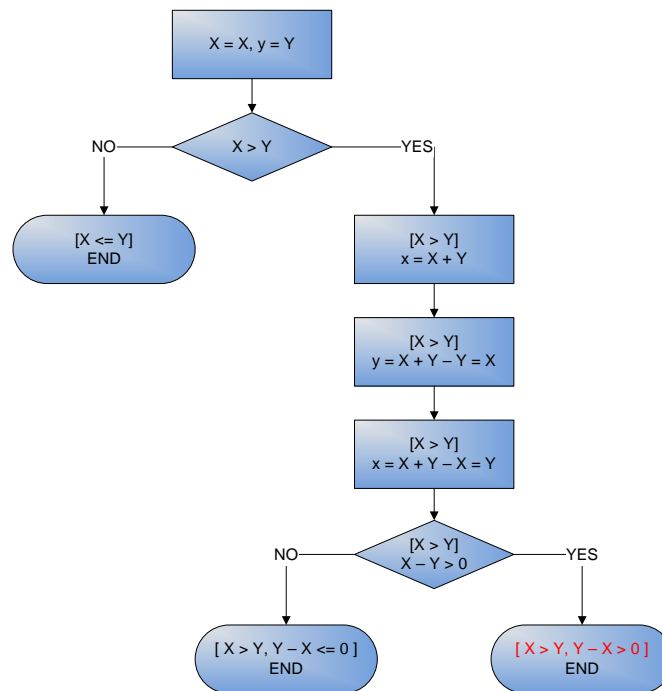 X = X, y = Y
X > Y
NO
YES
[X <= Y]
END
[X > Y]
x = X + Y
[X > Y]
y = X + Y – Y = X
[X > Y]
x = X + Y – X = Y
[X > Y]
X – Y > 0
NO
YES
[ X > Y, Y – X <= 0 ]
END
[ X > Y, Y – X > 0 ]
END